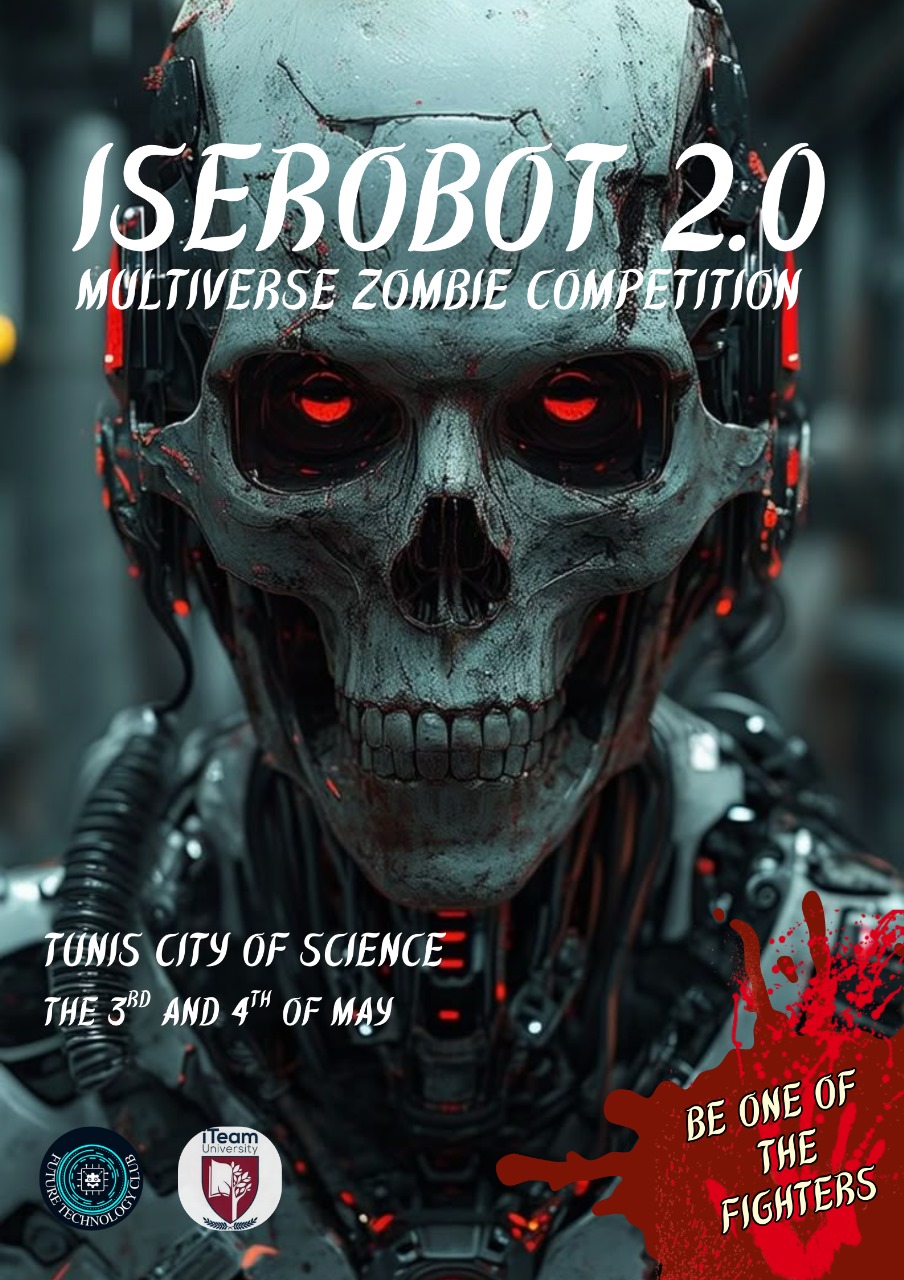 ISEROBOT 2.0
MULTIVERSE ZOMBIE COMPETITION
TUNIS CITY OF SCIENCE
THE 3RD AND 4TH OF MAY
FUTURE TECHNOLOGY CLUB
iTeam
University
BE ONE OF
THE
FIGHTERS